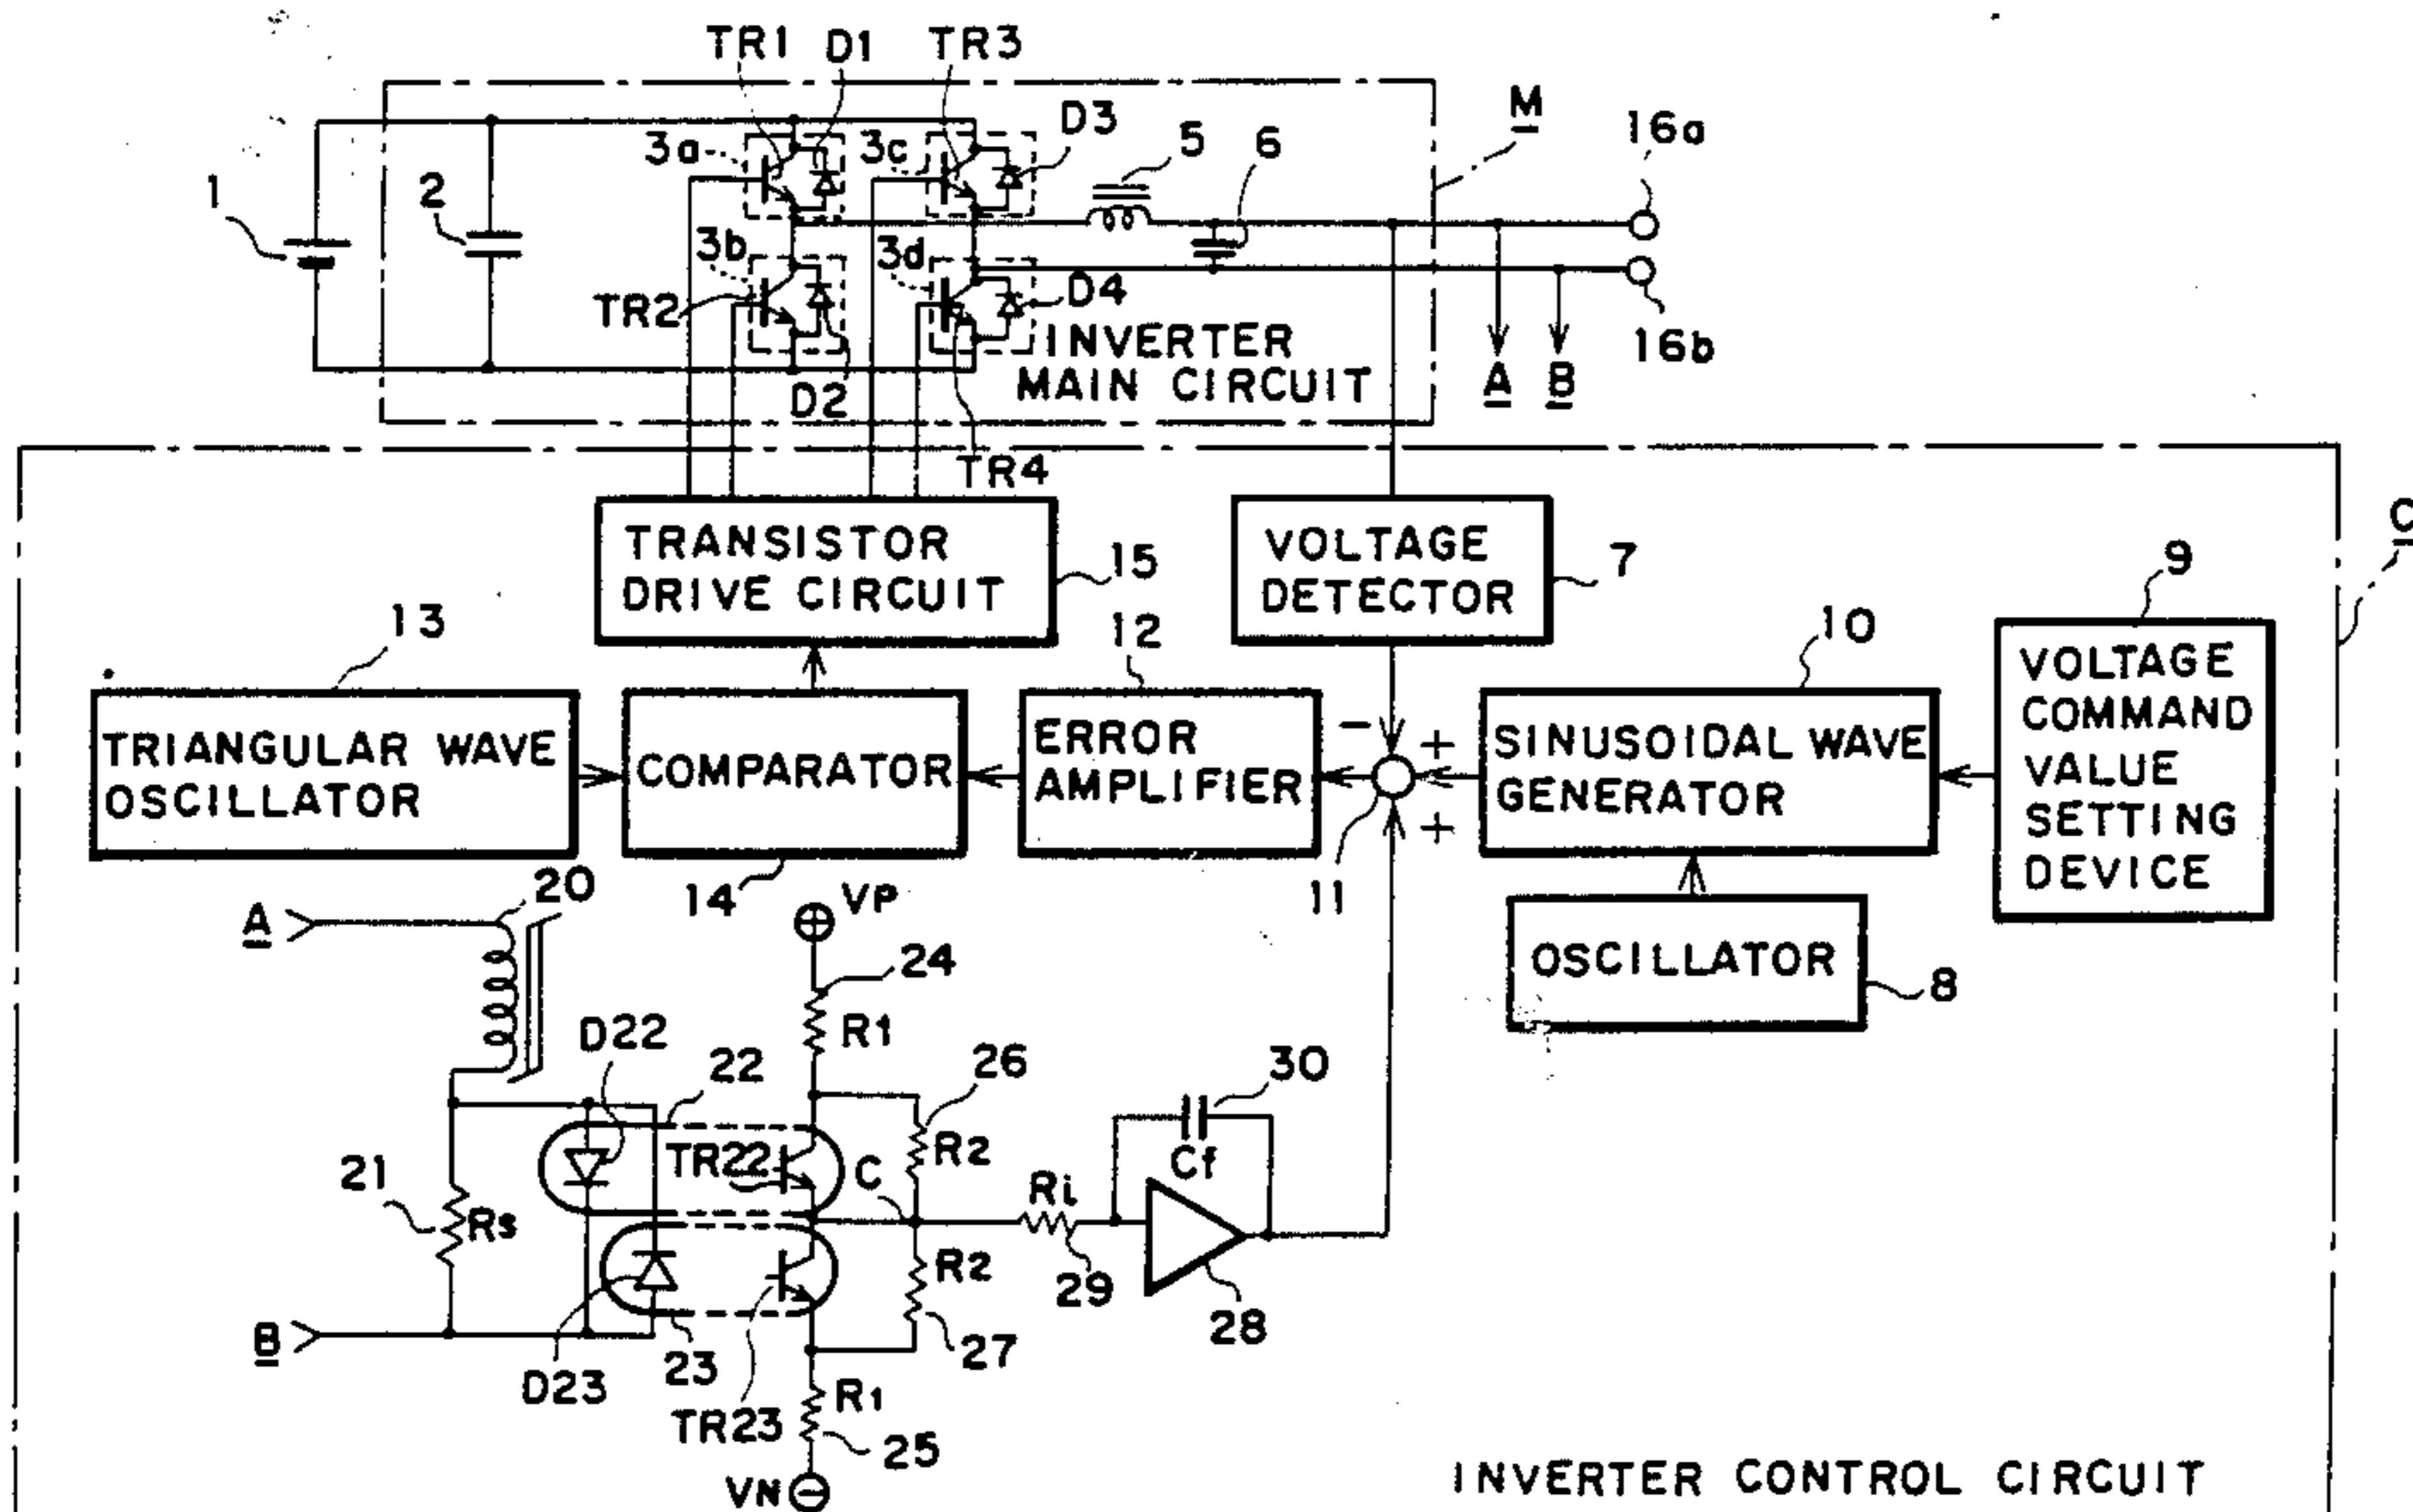 TR1
D1
TR3
D3
5
6
M
16a
3a
3c
1
2
3b
3d
TR2
D4
16b
INVERTER
MAIN CIRCUIT
D2
A
B
TR4
C
TRANSISTOR
DRIVE CIRCUIT
15
VOLTAGE
DETECTOR
7
9
13
12
10
VOLTAGE
COMMAND
VALUE
SETTING
DEVICE
TRIANGULAR WAVE
OSCILLATOR
COMPARATOR
ERROR
AMPLIFIER
-
+
+
SINUSOIDAL WAVE
GENERATOR
11
14
20
VP
A
OSCILLATOR
8
24
R1
D22
22
26
30
TR22
C
R2
Cf
21
Rs
Ri
R2
29
28
B
D23
23
27
TR23
R1
25
VN
INVERTER CONTROL CIRCUIT